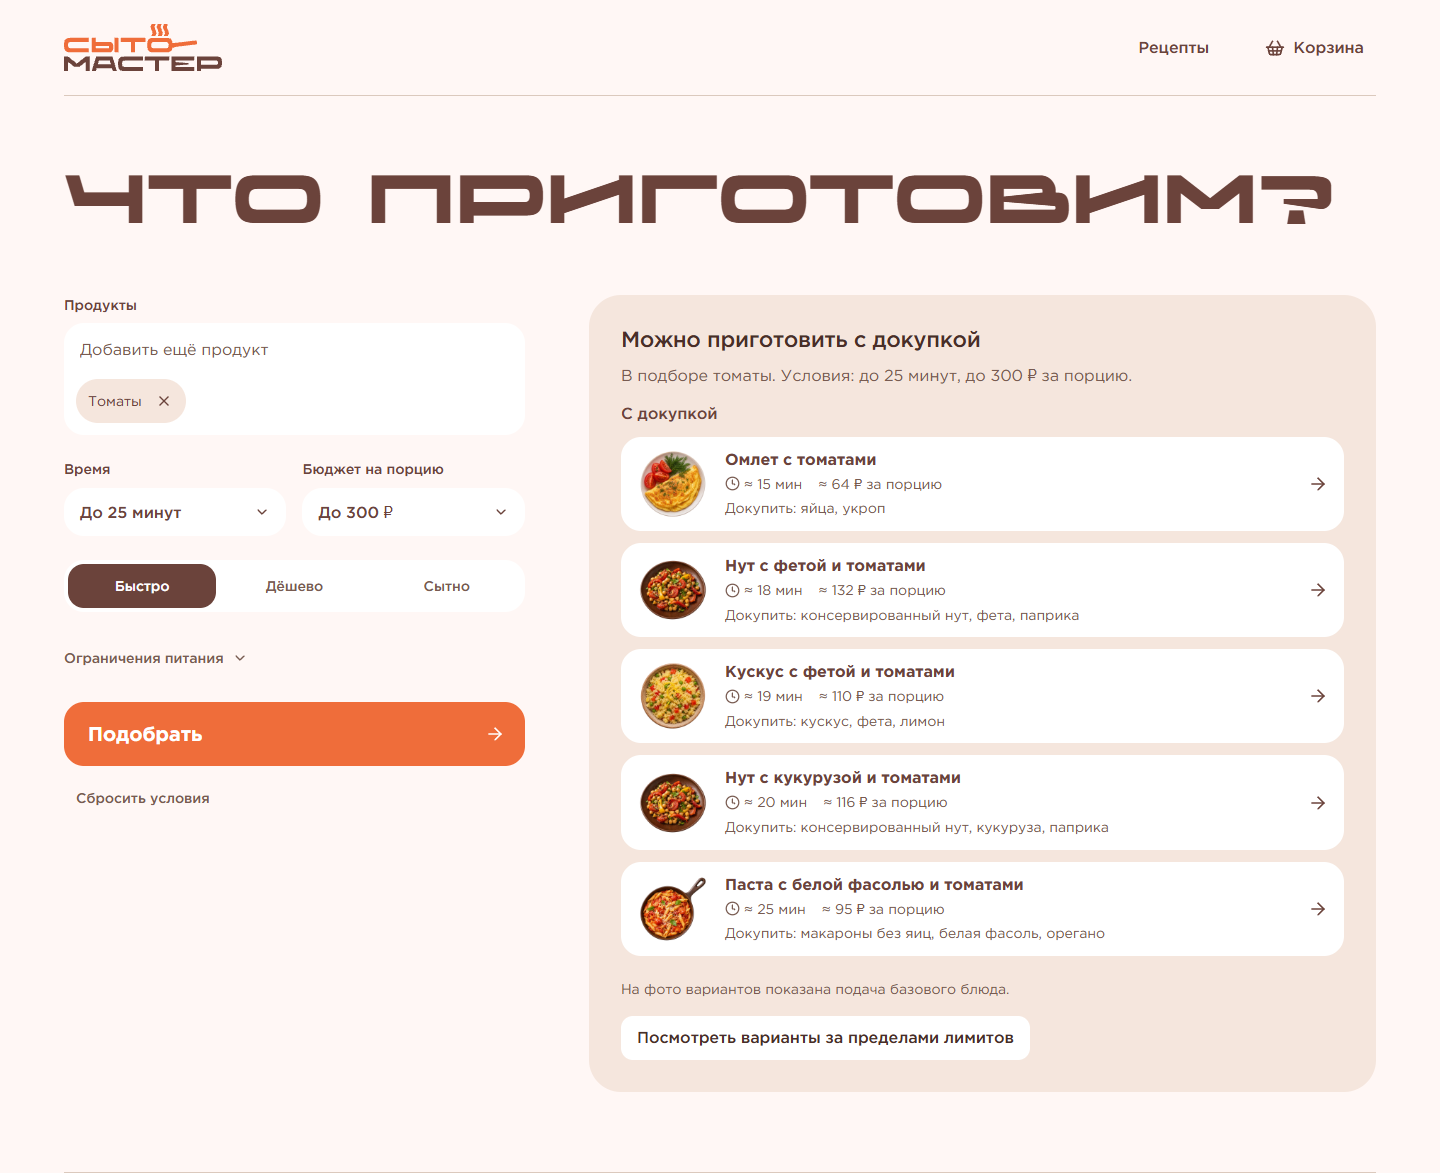 СЫТО
МАСТЕР
Рецепты
Корзина
ЧТО ПРИГОТОВИМ?
Продукты
Добавить ещё продукт
Томаты
Время
Бюджет на порцию
До 25 минут
До 300 ₽
Быстро
Дёшево
Сытно
Ограничения питания
Подобрать
Сбросить условия
Можно приготовить с докупкой
В подборе томаты. Условия: до 25 минут, до 300 ₽ за порцию.
С докупкой
Омлет с томатами
≈ 15 мин ≈ 64 ₽ за порцию
Докупить: яйца, укроп
Нут с фетой и томатами
≈ 18 мин ≈ 132 ₽ за порцию
Докупить: консервированный нут, фета, паприка
Кускус с фетой и томатами
≈ 19 мин ≈ 110 ₽ за порцию
Докупить: кускус, фета, лимон
Нут с кукурузой и томатами
≈ 20 мин ≈ 116 ₽ за порцию
Докупить: консервированный нут, кукуруза, паприка
Паста с белой фасолью и томатами
≈ 25 мин ≈ 95 ₽ за порцию
Докупить: макароны без яиц, белая фасоль, орегано
На фото вариантов показана подача базового блюда.
Посмотреть варианты за пределами лимитов